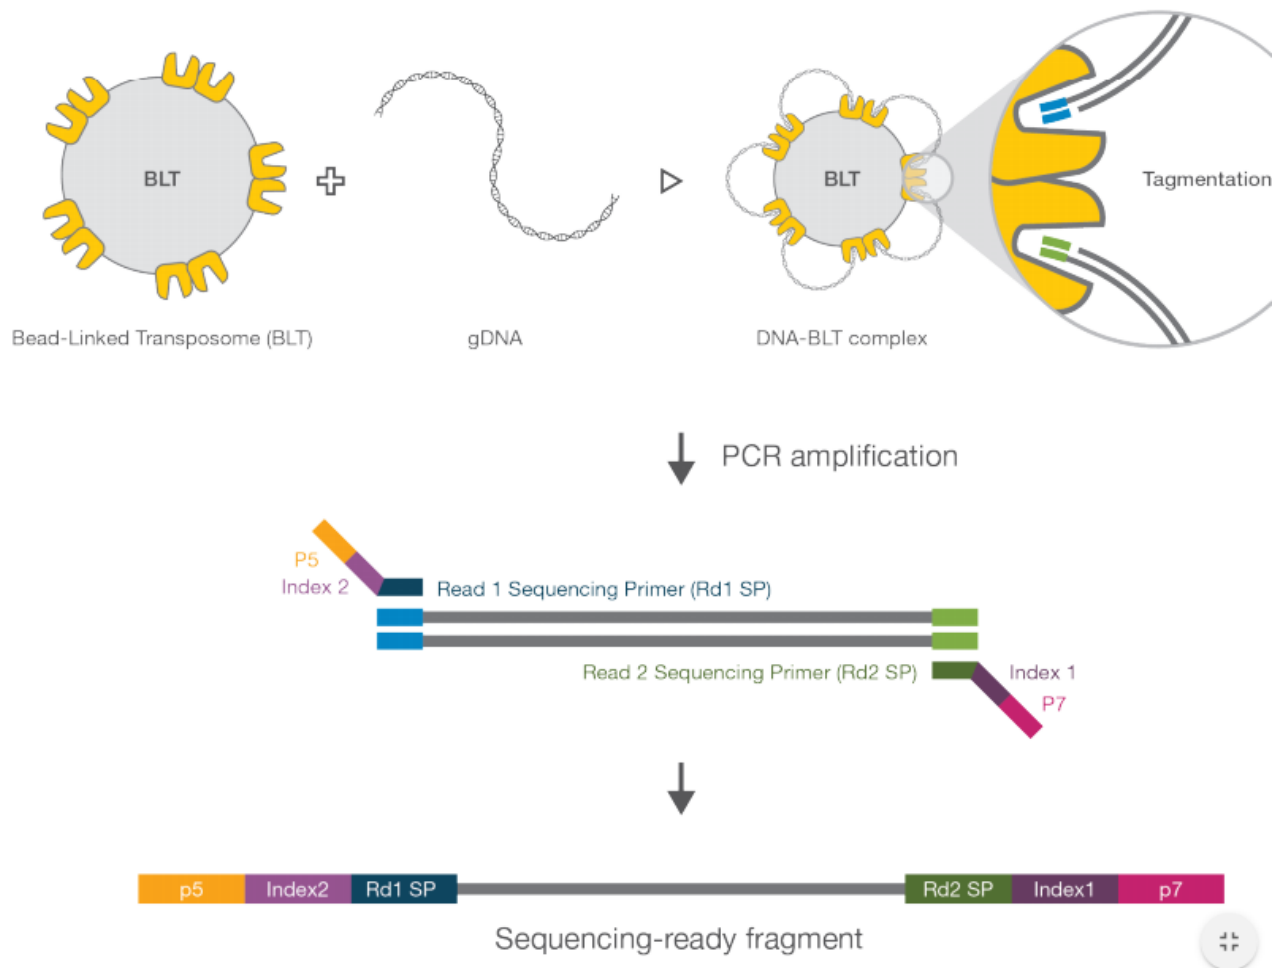 BLT
BLT
Tagmentation
Bead-Linked Transposome (BLT)
gDNA
DNA-BLT complex
PCR amplification
P5
Index 2
Read 1 Sequencing Primer (Rd1 SP)
Read 2 Sequencing Primer (Rd2 SP)
Index 1
P7
p5
Index2
Rd1 SP
Rd2 SP
Index1
p7
Sequencing-ready fragment